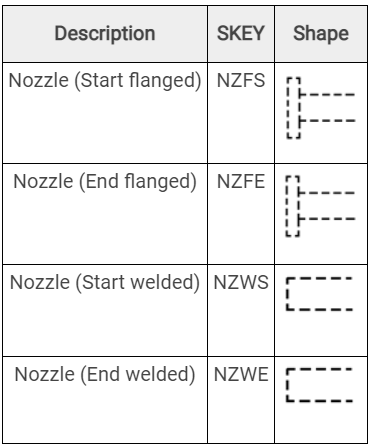 Description SKEY Shape
Nozzle (Start flanged) NZFS
Nozzle (End flanged) NZFE
Nozzle (Start welded) NZWS
Nozzle (End welded) NZWE